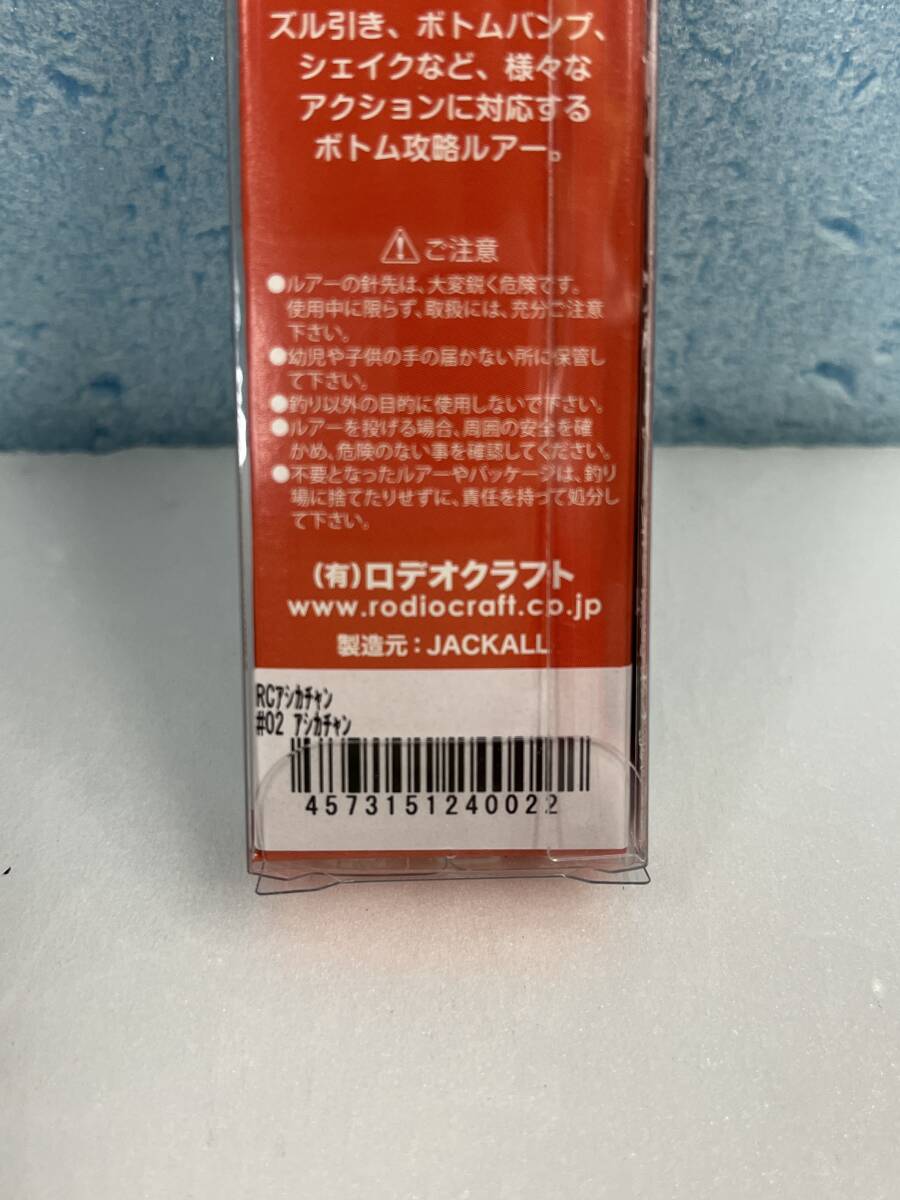 ズル引き、ボトムバンプ、
シェイクなど、様々な
アクションに対応する
ボトム攻略ルアー。
ご注意
●ルアーの針先は、大変鋭く危険です。
使用中に限らず、取扱には、充分ご注意
下さい。
●幼児や子供の手の届かない所に保管し
て下さい。
●釣り以外の目的に使用しないで下さい。
●ルアーを投げる場合、周囲の安全を確
かめ、危険のない事を確認してください。
●不要となったルアーやパッケージは、釣り
場に捨てたりせずに、責任を持って処分し
て下さい。
(有)ロデオクラフト
www.rodiocraft.co.jp
製造元：JACKALL
RCアシカチャン
#02 アシカチャン
4573151240022